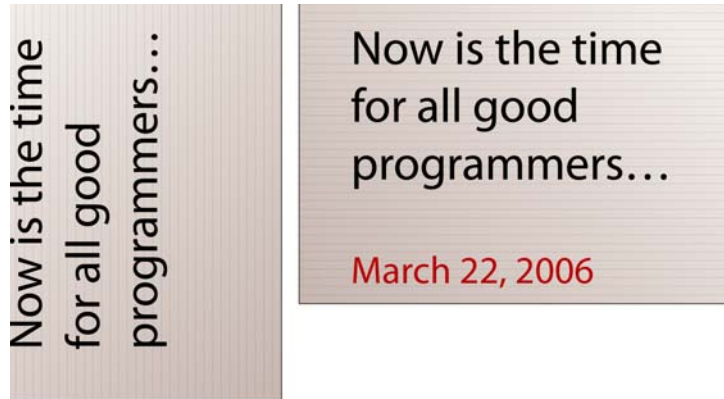 Now is the time
for all good
programmers…
Now is the time
for all good
programmers…
March 22, 2006